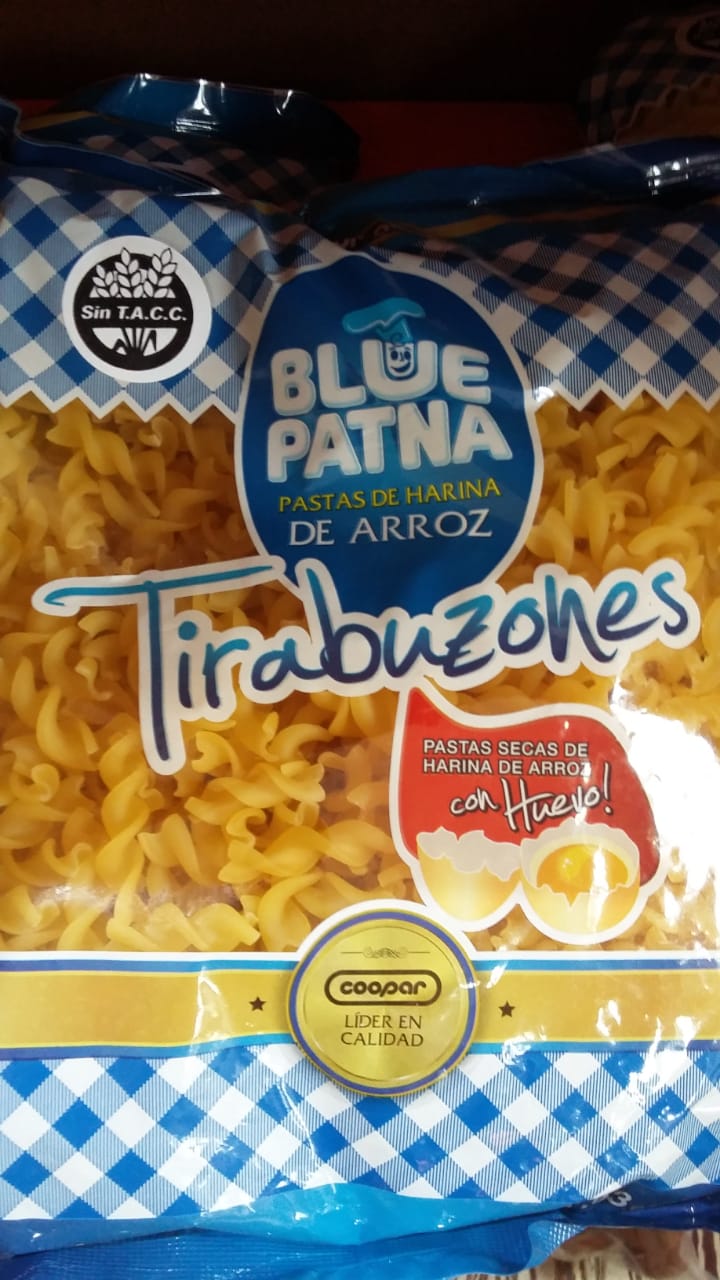 Sin T.A.C.C.
BLUE
PATNA
PASTAS DE HARINA
DE ARROZ
Tirabuzones
PASTAS SECAS DE
HARINA DE ARROZ
con Huevo!
coopar
LÍDER EN
CALIDAD